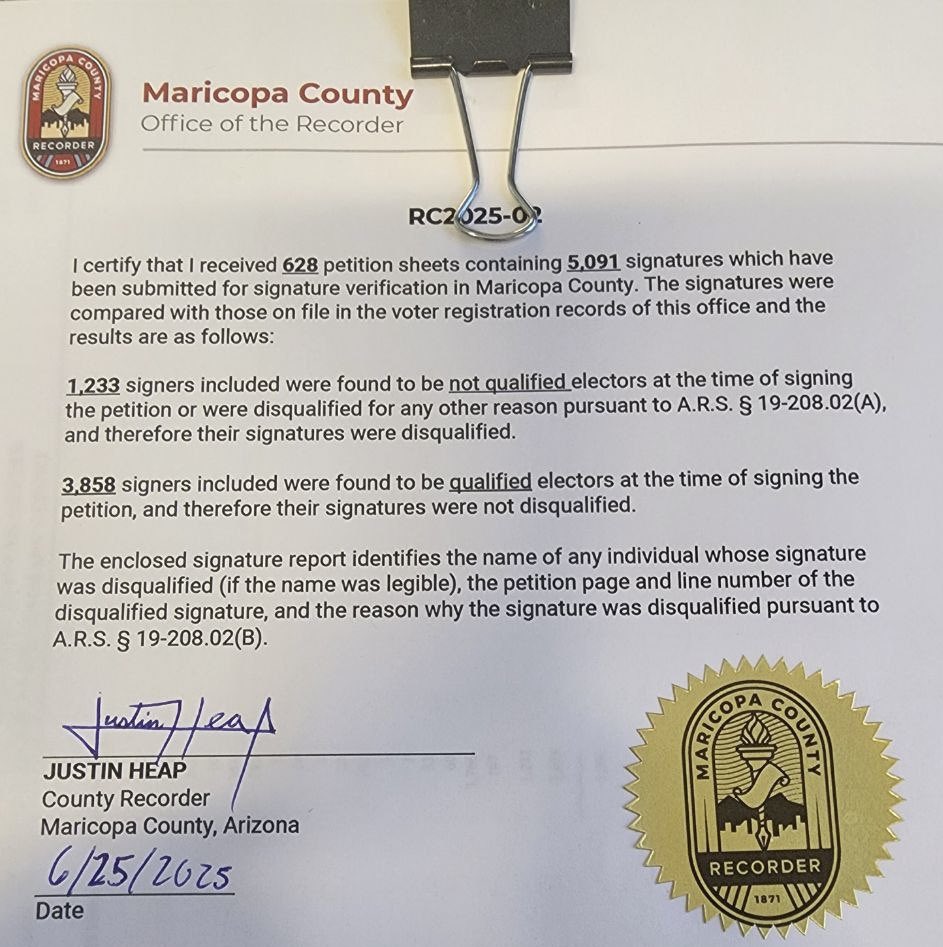 MARICOPA COUNTY
RECORDER
1871
Maricopa County
Office of the Recorder
RC2025-02
I certify that I received 628 petition sheets containing 5,091 signatures which have
been submitted for signature verification in Maricopa County. The signatures were
compared with those on file in the voter registration records of this office and the
results are as follows:
1,233 signers included were found to be not qualified electors at the time of signing
the petition or were disqualified for any other reason pursuant to A.R.S. § 19-208.02(A),
and therefore their signatures were disqualified.
3,858 signers included were found to be qualified electors at the time of signing the
petition, and therefore their signatures were not disqualified.
The enclosed signature report identifies the name of any individual whose signature
was disqualified (if the name was legible), the petition page and line number of the
disqualified signature, and the reason why the signature was disqualified pursuant to
A.R.S. § 19-208.02(B).
Justin Heap
JUSTIN HEAP
County Recorder
Maricopa County, Arizona
6/25/2025
Date
MARICOPA COUNTY
RECORDER
1871